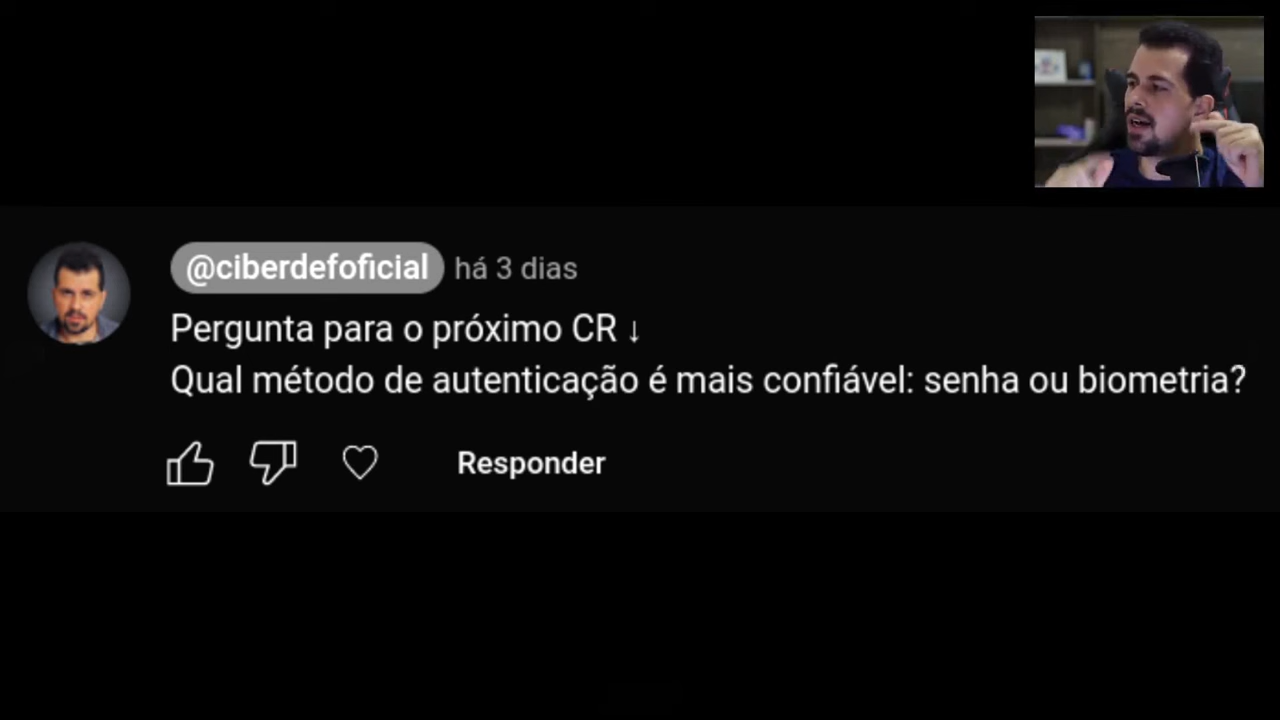 @ciberdefoficial há 3 dias
Pergunta para o próximo CR ↓
Qual método de autenticação é mais confiável: senha ou biometria?
Responder